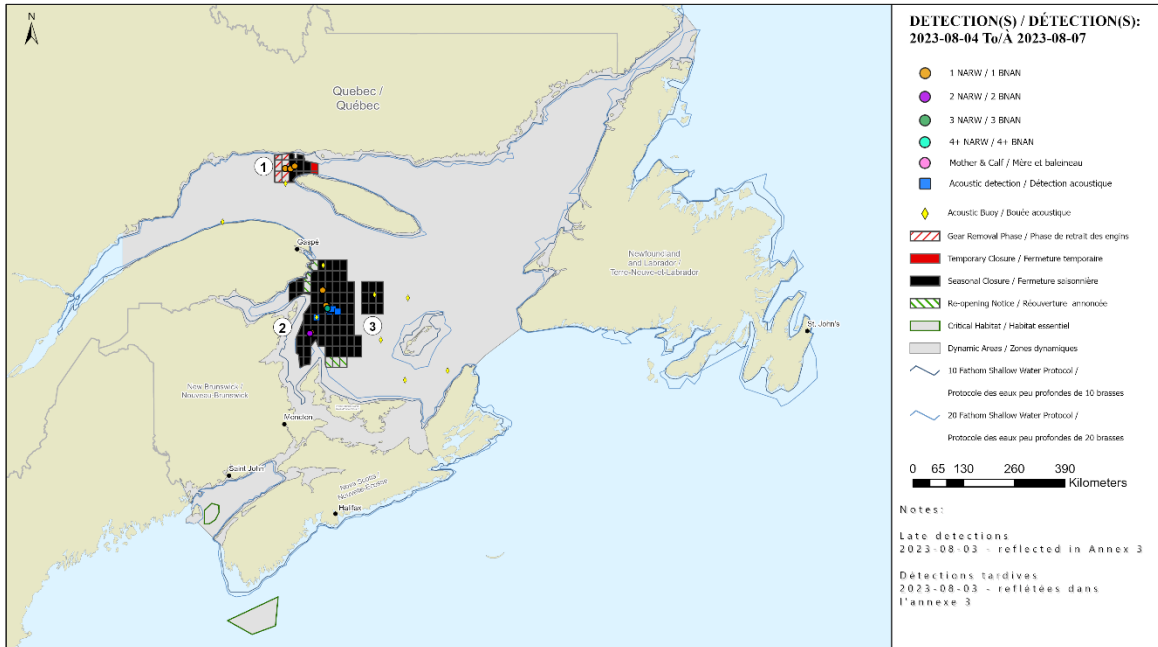 N
Quebec /
Québec
1
Gaspe
Newfoundland
and Labrador /
Terre-Neuve-et-Labrador
2
3
St. John's
New Brunswick /
Nouveau-Brunswick
Moncton
Saint John
Nova Scotia /
Nouvelle-Écosse
Halifax
DETECTION(S) / DÉTECTION(S):
2023-08-04 To/À 2023-08-07
1 NARW / 1 BNAN
2 NARW / 2 BNAN
3 NARW / 3 BNAN
4+ NARW / 4+ BNAN
Mother & Calf / Mère et baleineau
Acoustic detection / Détection acoustique
Acoustic Buoy / Bouée acoustique
Gear Removal Phase / Phase de retrait des engins
Temporary Closure / Fermeture temporaire
Seasonal Closure / Fermeture saisonnière
Re-opening Notice / Réouverture annoncée
Critical Habitat / Habitat essentiel
Dynamic Areas / Zones dynamiques
10 Fathom Shallow Water Protocol /
Protocole des eaux peu profondes de 10 brasses
20 Fathom Shallow Water Protocol /
Protocole des eaux peu profondes de 20 brasses
0 65 130 260 390
Kilometers
Notes:
Late detections
2023-08-03 - reflected in Annex 3
Détections tardives
2023-08-03 - reflétées dans
l'annexe 3